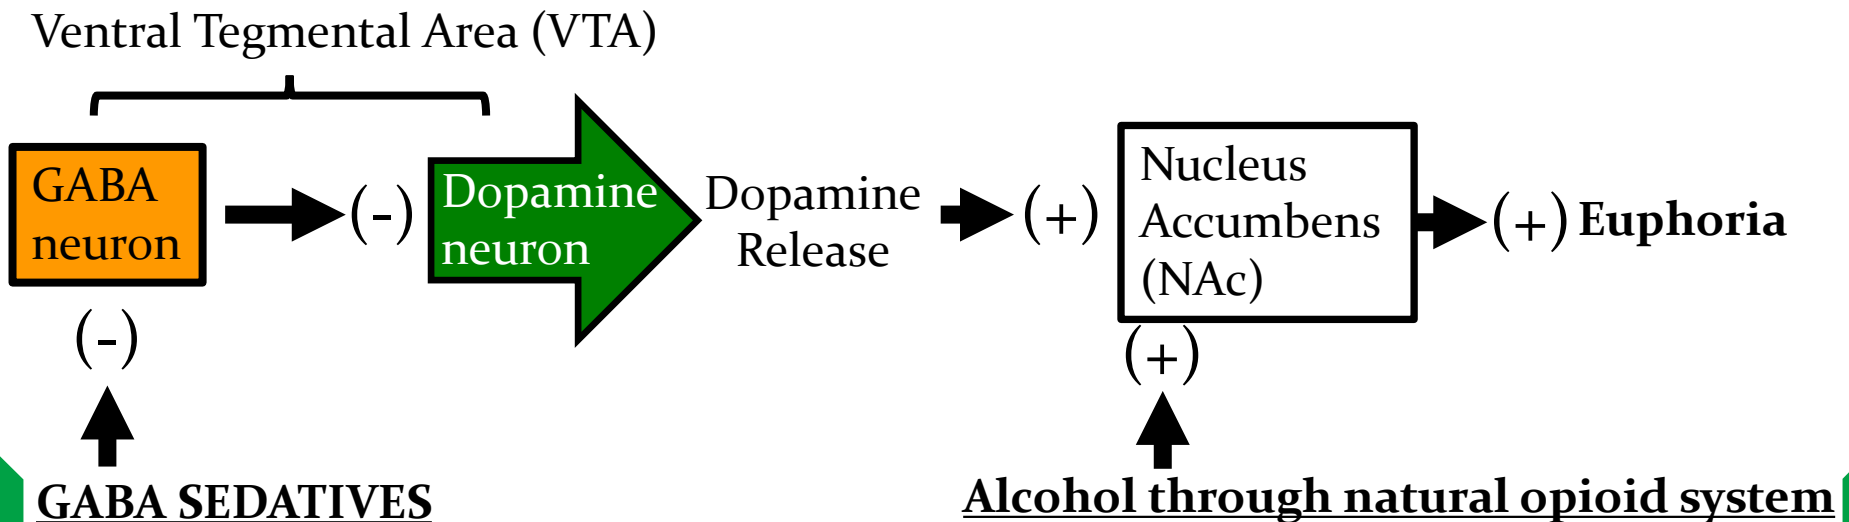 Ventral Tegmental Area (VTA)
GABA
neuron
(-)
Dopamine
neuron
Dopamine
Release
(+)
Nucleus
Accumbens
(NAc)
(+) Euphoria
(-)
(+)
GABA SEDATIVES
Alcohol through natural opioid system